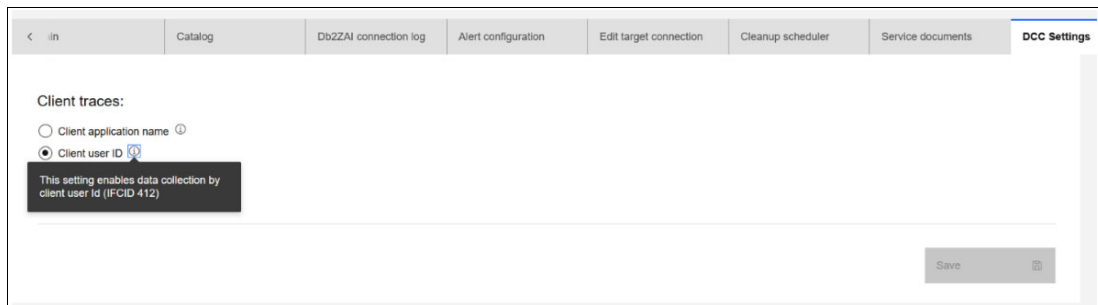 Catalog
Db2ZAI connection log
Alert configuration
Edit target connection
Cleanup scheduler
Service documents
DCC Settings
Client traces:
Client application name
Client user ID
This setting enables data collection by
client user Id (IFCID 412)
Save